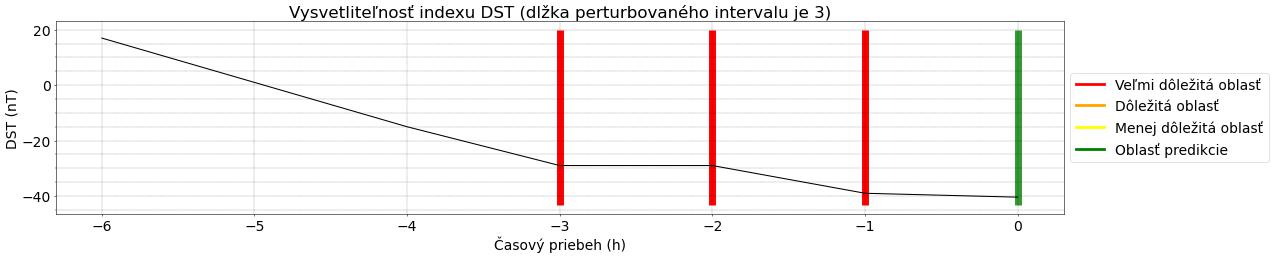 Vysvetliteľnosť indexu DST (dĺžka perturbovaného intervalu je 3)
20
0
−20
−40
DST (nT)
−6 −5 −4 −3 −2 −1 0
Časový priebeh (h)
Veľmi dôležitá oblasť
Dôležitá oblasť
Menej dôležitá oblasť
Oblasť predikcie